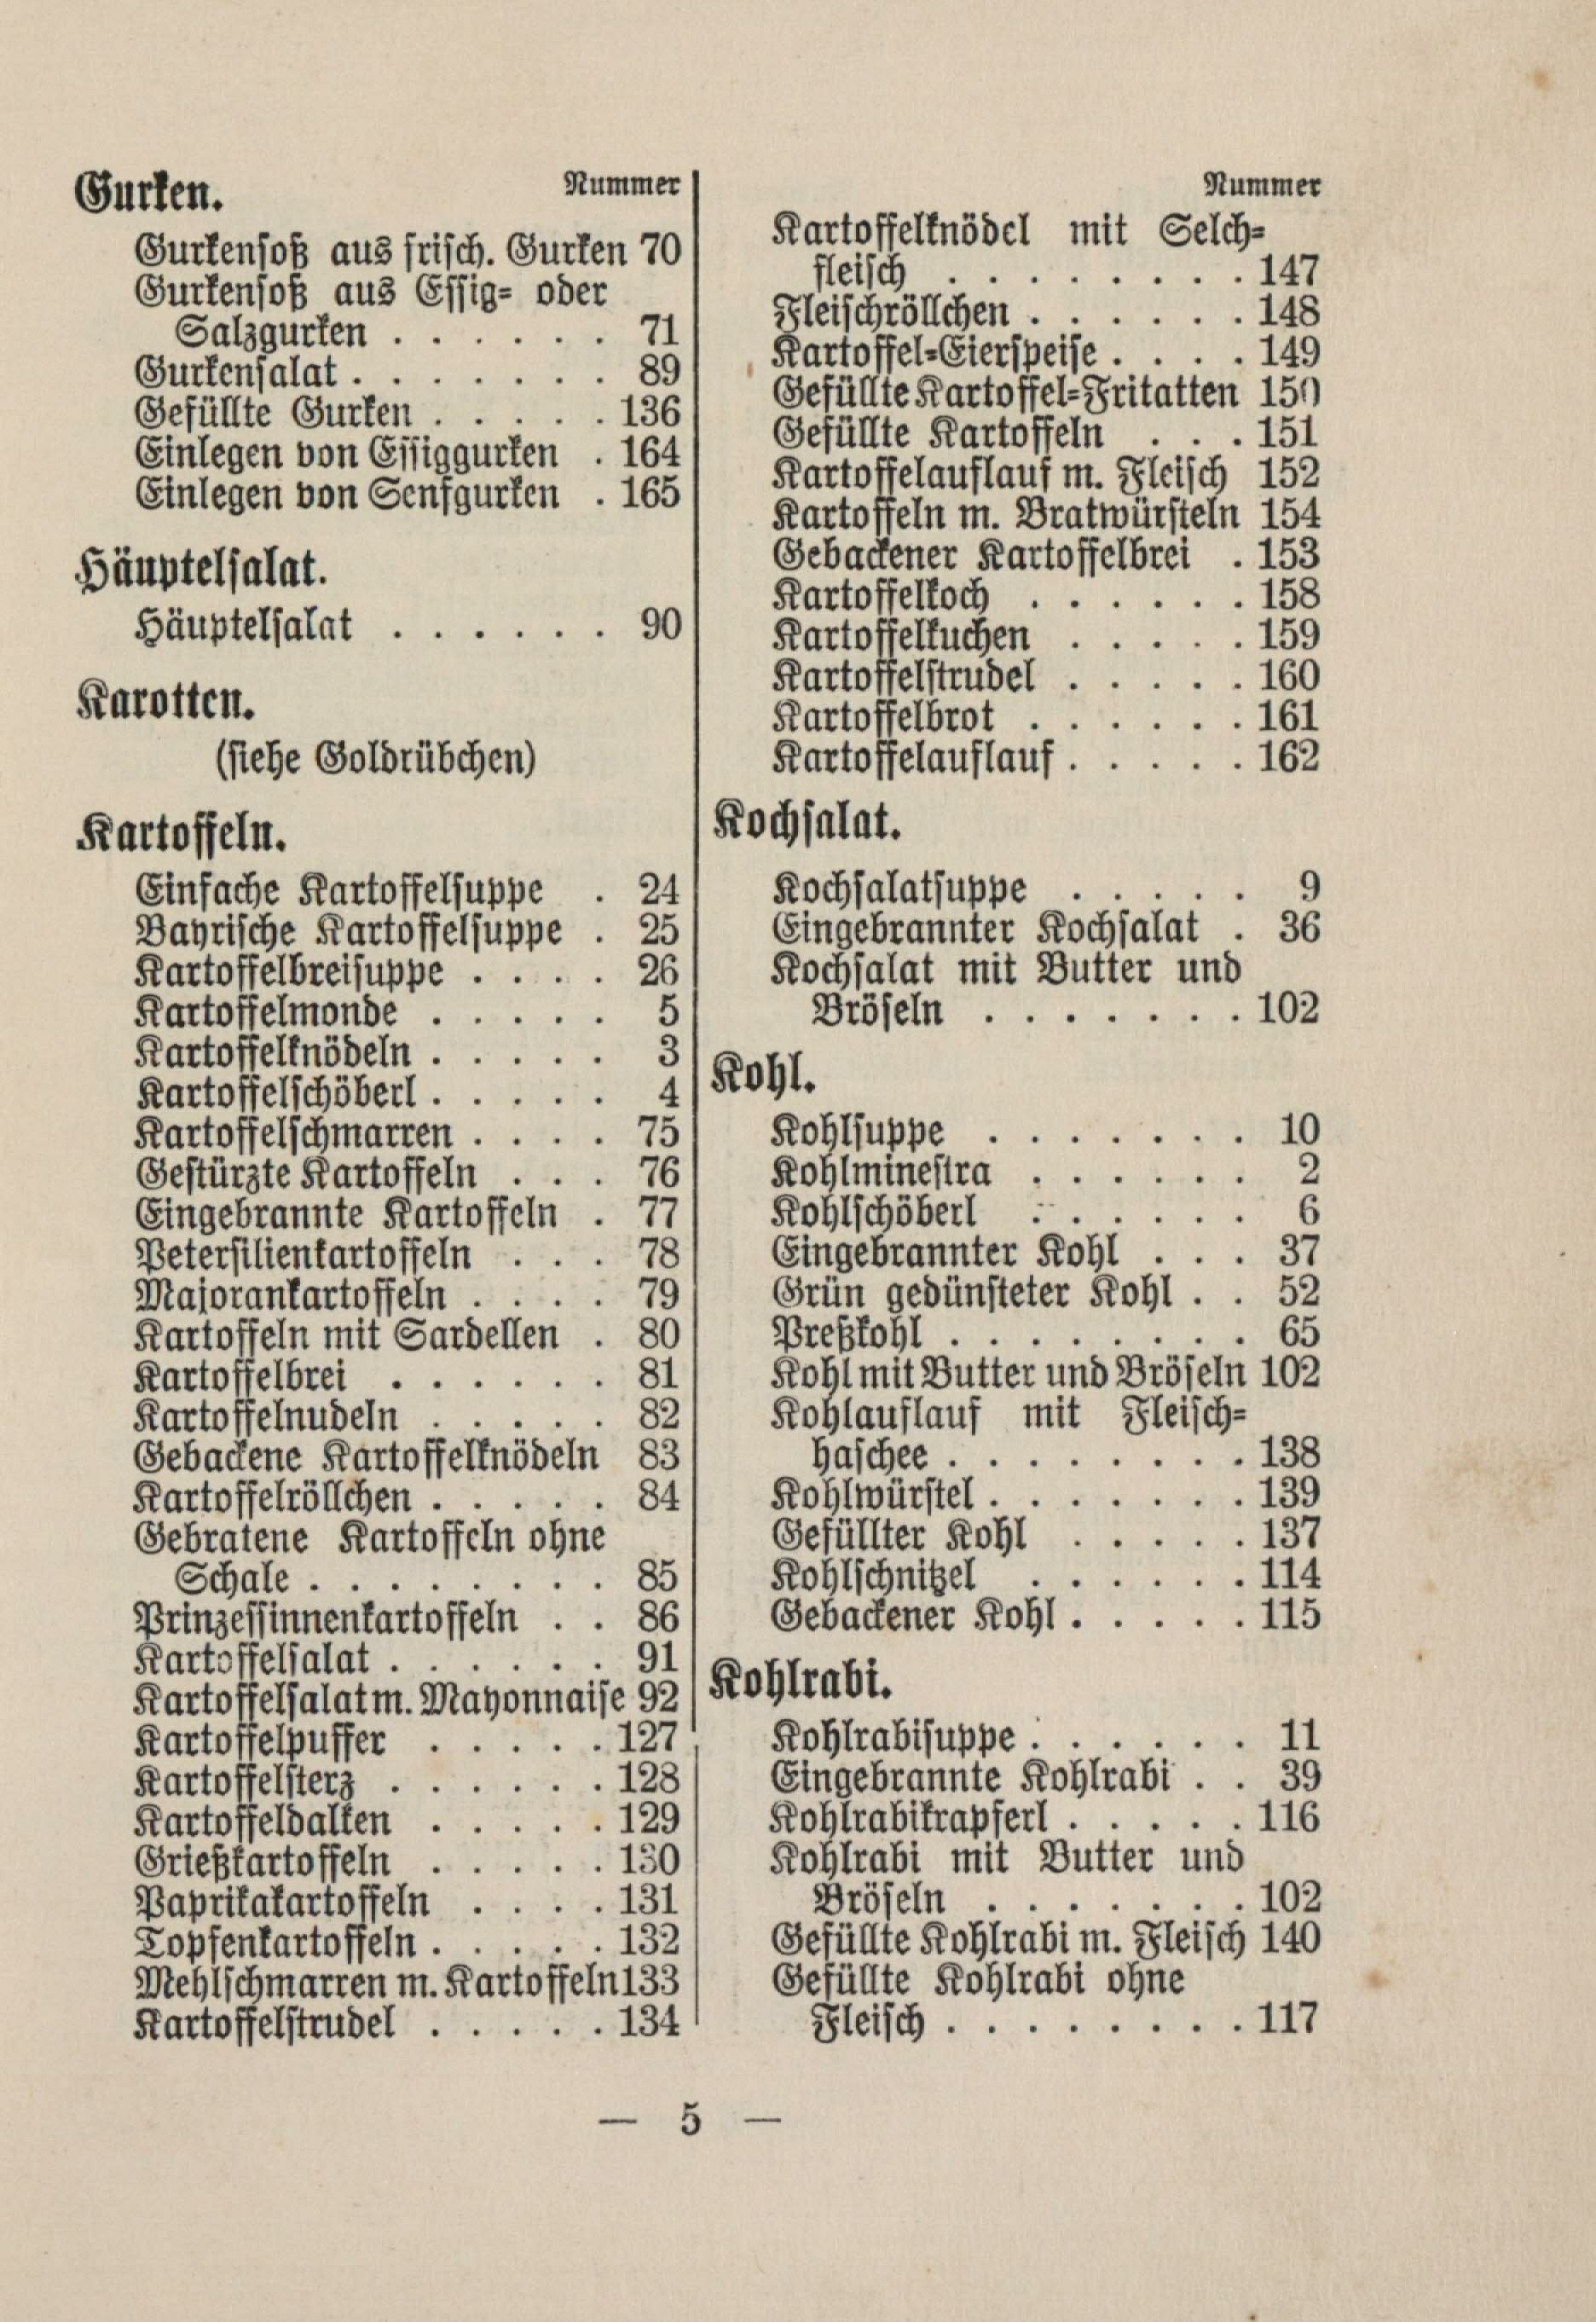 Nummer
Gurken.
Gurkensoß aus frisch. Gurken 70
Gurkensoß aus Essig= oder
Salzgurken . . . . . . 71
Gurkensalat . . . . . . . 89
Gefüllte Gurken . . . . . 136
Einlegen von Essiggurken . 164
Einlegen von Senfgurken . 165
Häuptelsalat.
Häuptelsalat . . . . . . 90
Karotten.
(siehe Goldrübchen)
Kartoffeln.
Einfache Kartoffelsuppe . 24
Bayrische Kartoffelsuppe . 25
Kartoffelbreisuppe . . . . 26
Kartoffelmonde . . . . . 5
Kartoffelknödeln . . . . . 3
Kartoffelschöberl . . . . . 4
Kartoffelschmarren . . . . 75
Gestürzte Kartoffeln . . . 76
Eingebrannte Kartoffeln . 77
Petersilienkartoffeln . . . 78
Majorankartoffeln . . . . 79
Kartoffeln mit Sardellen . 80
Kartoffelbrei . . . . . . 81
Kartoffelnudeln . . . . . 82
Gebackene Kartoffelknödeln 83
Kartoffelröllchen . . . . . 84
Gebratene Kartoffeln ohne
Schale . . . . . . . . 85
Prinzessinnenkartoffeln . . 86
Kartoffelsalat . . . . . . 91
Kartoffelsalat m. Mayonnaise 92
Kartoffelpuffer . . . . . 127
Kartoffelsterz . . . . . . 128
Kartoffeldalken . . . . . 129
Grießkartoffeln . . . . . 130
Paprikakartoffeln . . . . 131
Topfenkartoffeln . . . . . 132
Mehlschmarren m. Kartoffeln 133
Kartoffelstrudel . . . . . 134
Nummer
Kartoffelknödel mit Selch=
fleisch . . . . . . . . 147
Fleischröllchen . . . . . . 148
Kartoffel=Eierspeise . . . . 149
Gefüllte Kartoffel=Fritatten 150
Gefüllte Kartoffeln . . . 151
Kartoffelauflauf m. Fleisch 152
Kartoffeln m. Bratwürsteln 154
Gebackener Kartoffelbrei . 153
Kartoffelkoch . . . . . . 158
Kartoffelkuchen . . . . . 159
Kartoffelstrudel . . . . . 160
Kartoffelbrot . . . . . . 161
Kartoffelauflauf . . . . . 162
Kochsalat.
Kochsalatsuppe . . . . . 9
Eingebrannter Kochsalat . 36
Kochsalat mit Butter und
Bröseln . . . . . . . 102
Kohl.
Kohlsuppe . . . . . . . 10
Kohlminestra . . . . . . 2
Kohlschöberl . . . . . . 6
Eingebrannter Kohl . . . 37
Grün gedünsteter Kohl . . 52
Preßkohl . . . . . . . . 65
Kohl mit Butter und Bröseln 102
Kohlauflauf mit Fleisch=
haschee . . . . . . . . 138
Kohlwürstel . . . . . . . 139
Gefüllter Kohl . . . . . 137
Kohlschnitzel . . . . . . 114
Gebackener Kohl . . . . . 115
Kohlrabi.
Kohlrabisuppe . . . . . . 11
Eingebrannte Kohlrabi . . 39
Kohlrabikrapferl . . . . . 116
Kohlrabi mit Butter und
Bröseln . . . . . . . 102
Gefüllte Kohlrabi m. Fleisch 140
Gefüllte Kohlrabi ohne
Fleisch . . . . . . . . 117
— 5 —